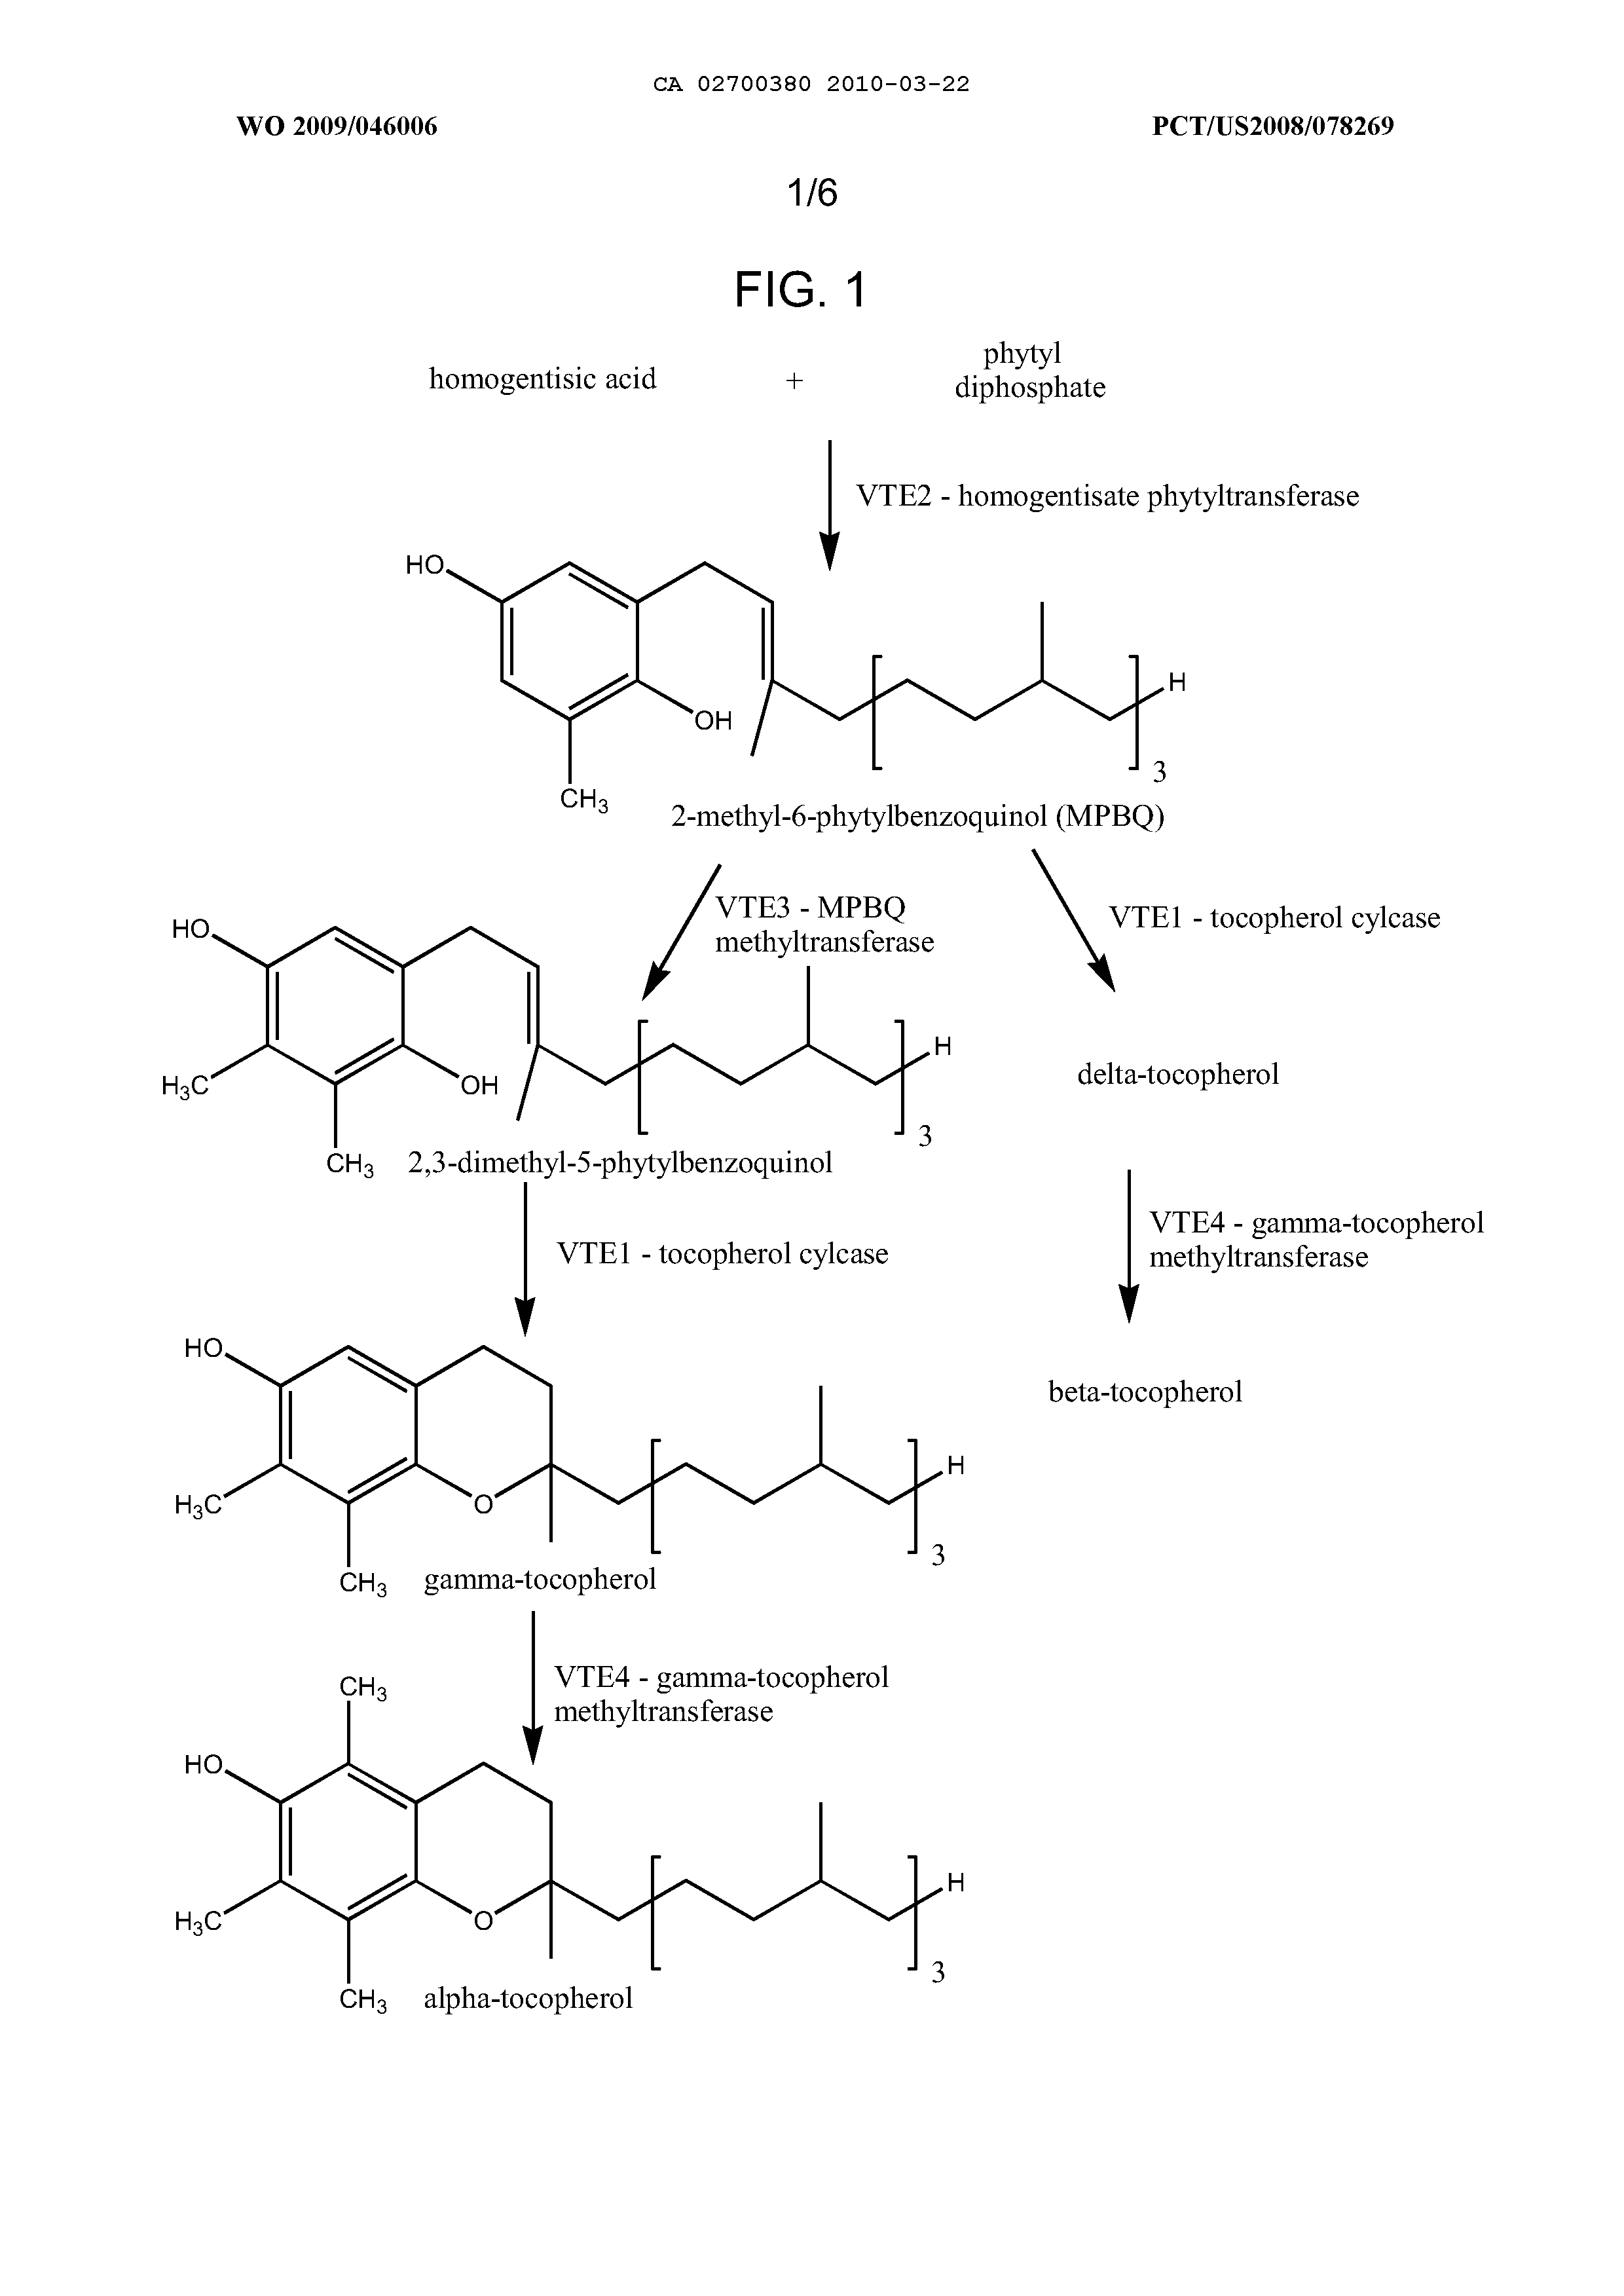 CA 02700380 2010-03-22
WO 2009/046006
PCT/US2008/078269
1/6
FIG. 1
homogentisic acid
+
phytyl
diphosphate
VTE2 - homogentisate phytyltransferase
HO
OH
CH3
H
3
2-methyl-6-phytylbenzoquinol (MPBQ)
VTE3 - MPBQ
methyltransferase
VTE1 - tocopherol cylcase
HO
H3C
OH
CH3
H
3
2,3-dimethyl-5-phytylbenzoquinol
delta-tocopherol
VTE1 - tocopherol cylcase
VTE4 - gamma-tocopherol
methyltransferase
beta-tocopherol
HO
H3C
O
CH3
H
3
gamma-tocopherol
VTE4 - gamma-tocopherol
methyltransferase
CH3
HO
H3C
O
CH3
H
3
alpha-tocopherol